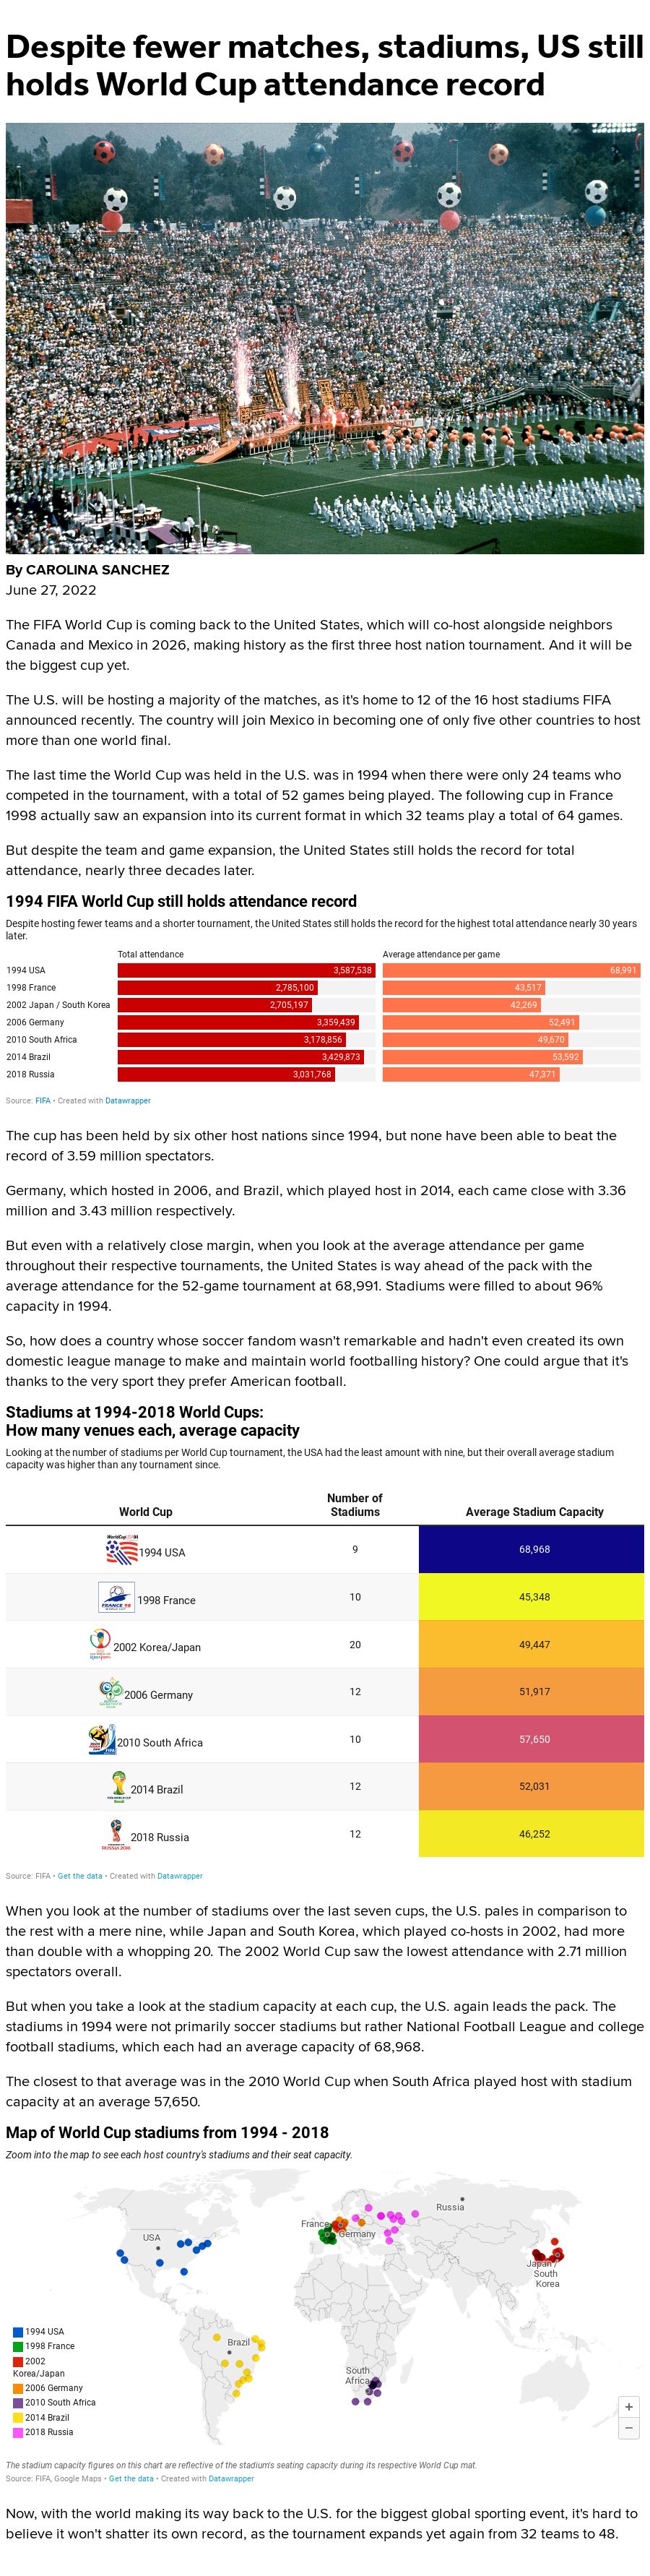 Despite fewer matches, stadiums, US still
holds World Cup attendance record
By CAROLINA SANCHEZ
June 27, 2022
The FIFA World Cup is coming back to the United States, which will co-host alongside neighbors
Canada and Mexico in 2026, making history as the first three host nation tournament. And it will be
the biggest cup yet.
The U.S. will be hosting a majority of the matches, as it's home to 12 of the 16 host stadiums FIFA
announced recently. The country will join Mexico in becoming one of only five other countries to host
more than one world final.
The last time the World Cup was held in the U.S. was in 1994 when there were only 24 teams who
competed in the tournament, with a total of 52 games being played. The following cup in France
1998 actually saw an expansion into its current format in which 32 teams play a total of 64 games.
But despite the team and game expansion, the United States still holds the record for total
attendance, nearly three decades later.
1994 FIFA World Cup still holds attendance record
Despite hosting fewer teams and a shorter tournament, the United States still holds the record for the highest total attendance nearly 30 years
later.
Total attendance Average attendance per game
1994 USA 3,587,538 68,991
1998 France 2,785,100 43,517
2002 Japan / South Korea 2,705,197 42,269
2006 Germany 3,359,439 52,491
2010 South Africa 3,178,856 49,670
2014 Brazil 3,429,873 53,592
2018 Russia 3,031,768 47,371
Source: FIFA • Created with Datawrapper
The cup has been held by six other host nations since 1994, but none have been able to beat the
record of 3.59 million spectators.
Germany, which hosted in 2006, and Brazil, which played host in 2014, each came close with 3.36
million and 3.43 million respectively.
But even with a relatively close margin, when you look at the average attendance per game
throughout their respective tournaments, the United States is way ahead of the pack with the
average attendance for the 52-game tournament at 68,991. Stadiums were filled to about 96%
capacity in 1994.
So, how does a country whose soccer fandom wasn't remarkable and hadn't even created its own
domestic league manage to make and maintain world footballing history? One could argue that it's
thanks to the very sport they prefer American football.
Stadiums at 1994-2018 World Cups:
How many venues each, average capacity
Looking at the number of stadiums per World Cup tournament, the USA had the least amount with nine, but their overall average stadium
capacity was higher than any tournament since.
World Cup Number of Stadiums Average Stadium Capacity
1994 USA 9 68,968
1998 France 10 45,348
2002 Korea/Japan 20 49,447
2006 Germany 12 51,917
2010 South Africa 10 57,650
2014 Brazil 12 52,031
2018 Russia 12 46,252
Source: FIFA • Get the data • Created with Datawrapper
When you look at the number of stadiums over the last seven cups, the U.S. pales in comparison to
the rest with a mere nine, while Japan and South Korea, which played co-hosts in 2002, had more
than double with a whopping 20. The 2002 World Cup saw the lowest attendance with 2.71 million
spectators overall.
But when you take a look at the stadium capacity at each cup, the U.S. again leads the pack. The
stadiums in 1994 were not primarily soccer stadiums but rather National Football League and college
football stadiums, which each had an average capacity of 68,968.
The closest to that average was in the 2010 World Cup when South Africa played host with stadium
capacity at an average 57,650.
Map of World Cup stadiums from 1994 - 2018
Zoom into the map to see each host country's stadiums and their seat capacity.
Russia
France
Germany
USA
Japan /
South
Korea
Brazil
South
Africa
1994 USA
1998 France
2002
Korea/Japan
2006 Germany
2010 South Africa
2014 Brazil
2018 Russia
+
−
The stadium capacity figures on this chart are reflective of the stadium's seating capacity during its respective World Cup mat.
Source: FIFA, Google Maps • Get the data • Created with Datawrapper
Now, with the world making its way back to the U.S. for the biggest global sporting event, it's hard to
believe it won't shatter its own record, as the tournament expands yet again from 32 teams to 48.